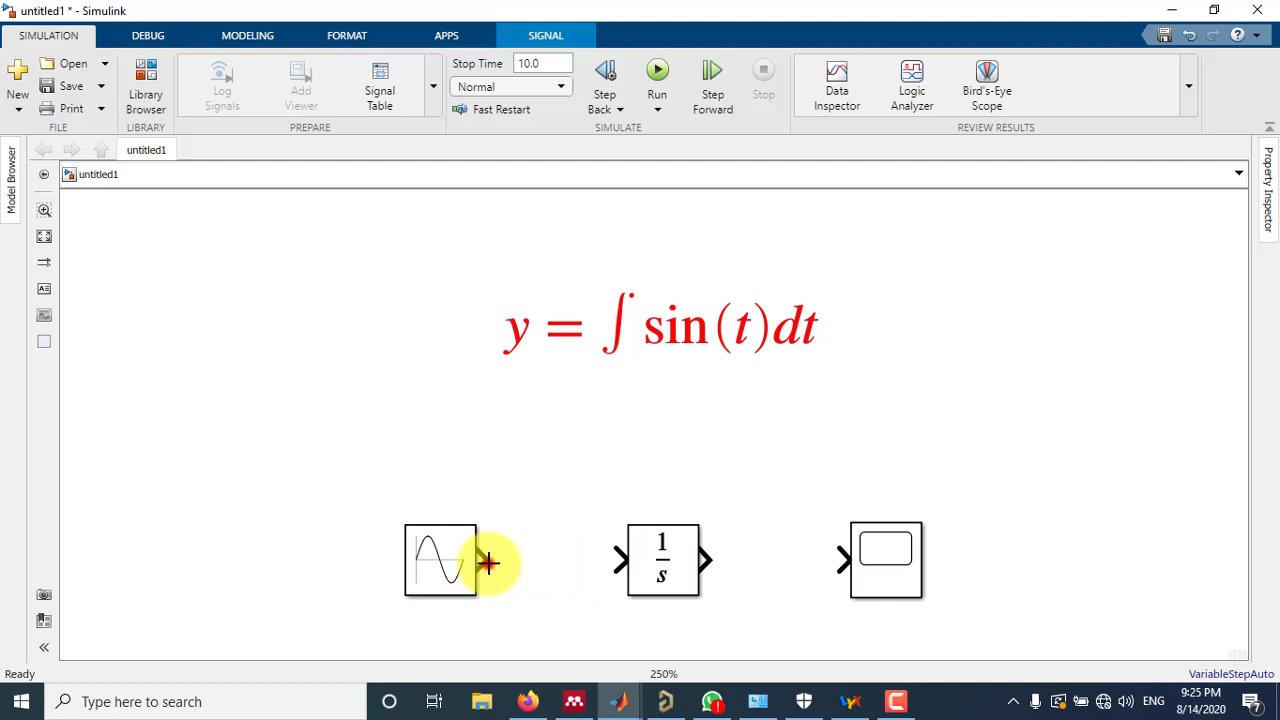 untitled1 * - Simulink
SIMULATION DEBUG MODELING FORMAT APPS SIGNAL
New
Open
Save
Print
FILE
Library Browser
LIBRARY
Log Signals
Add Viewer
Signal Table
PREPARE
Stop Time 10.0
Normal
Fast Restart
Step Back
Run
Step Forward
Stop
SIMULATE
Data Inspector
Logic Analyzer
Bird's-Eye Scope
REVIEW RESULTS
untitled1
untitled1
Model Browser
Property Inspector
y = ∫ sin(t)dt
1
s
Ready 250% VariableStepAuto
Type here to search
ENG
9:25 PM
8/14/2020
7